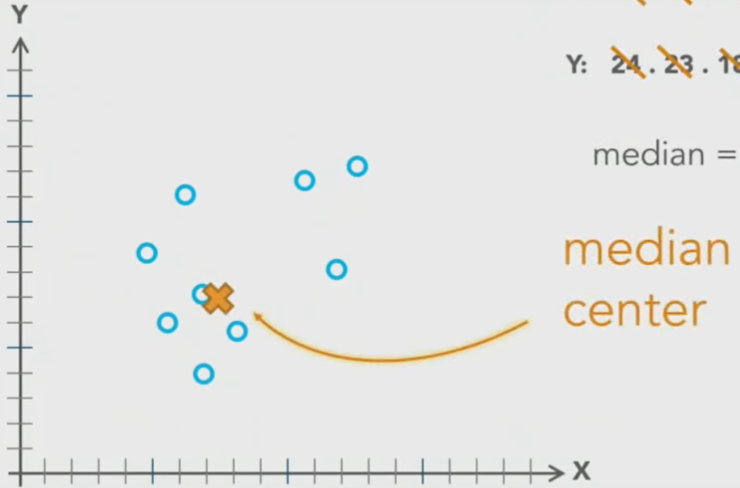 Y
Y: 24 . 23 .
median =
median
center
X